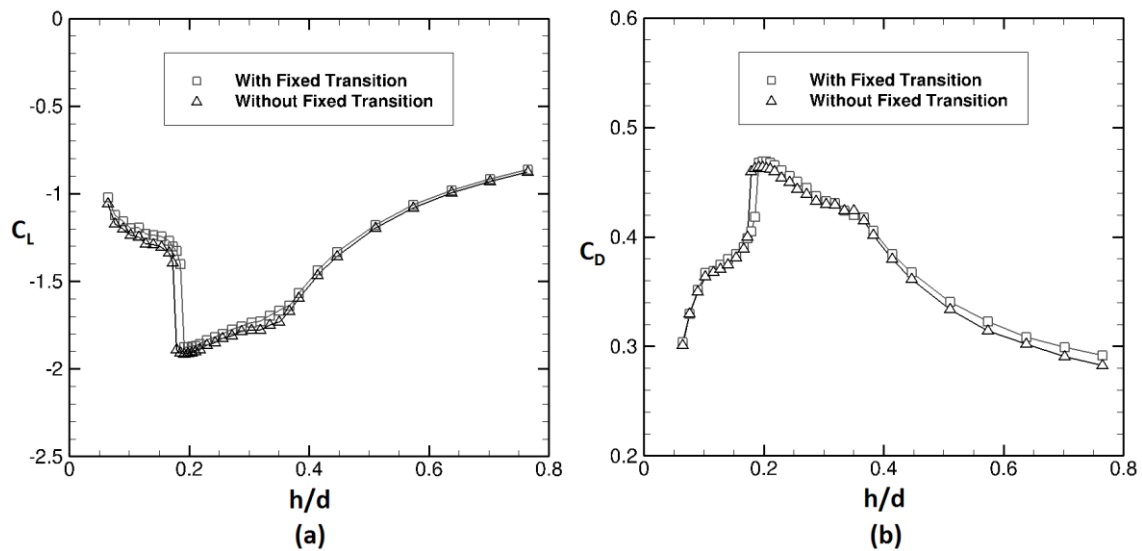 0
-0.5
-1
-1.5
-2
-2.5
C_L
With Fixed Transition
Without Fixed Transition
0 0.2 0.4 0.6 0.8
h/d
(a)
0.6
0.5
0.4
0.3
0.2
C_D
With Fixed Transition
Without Fixed Transition
0 0.2 0.4 0.6 0.8
h/d
(b)